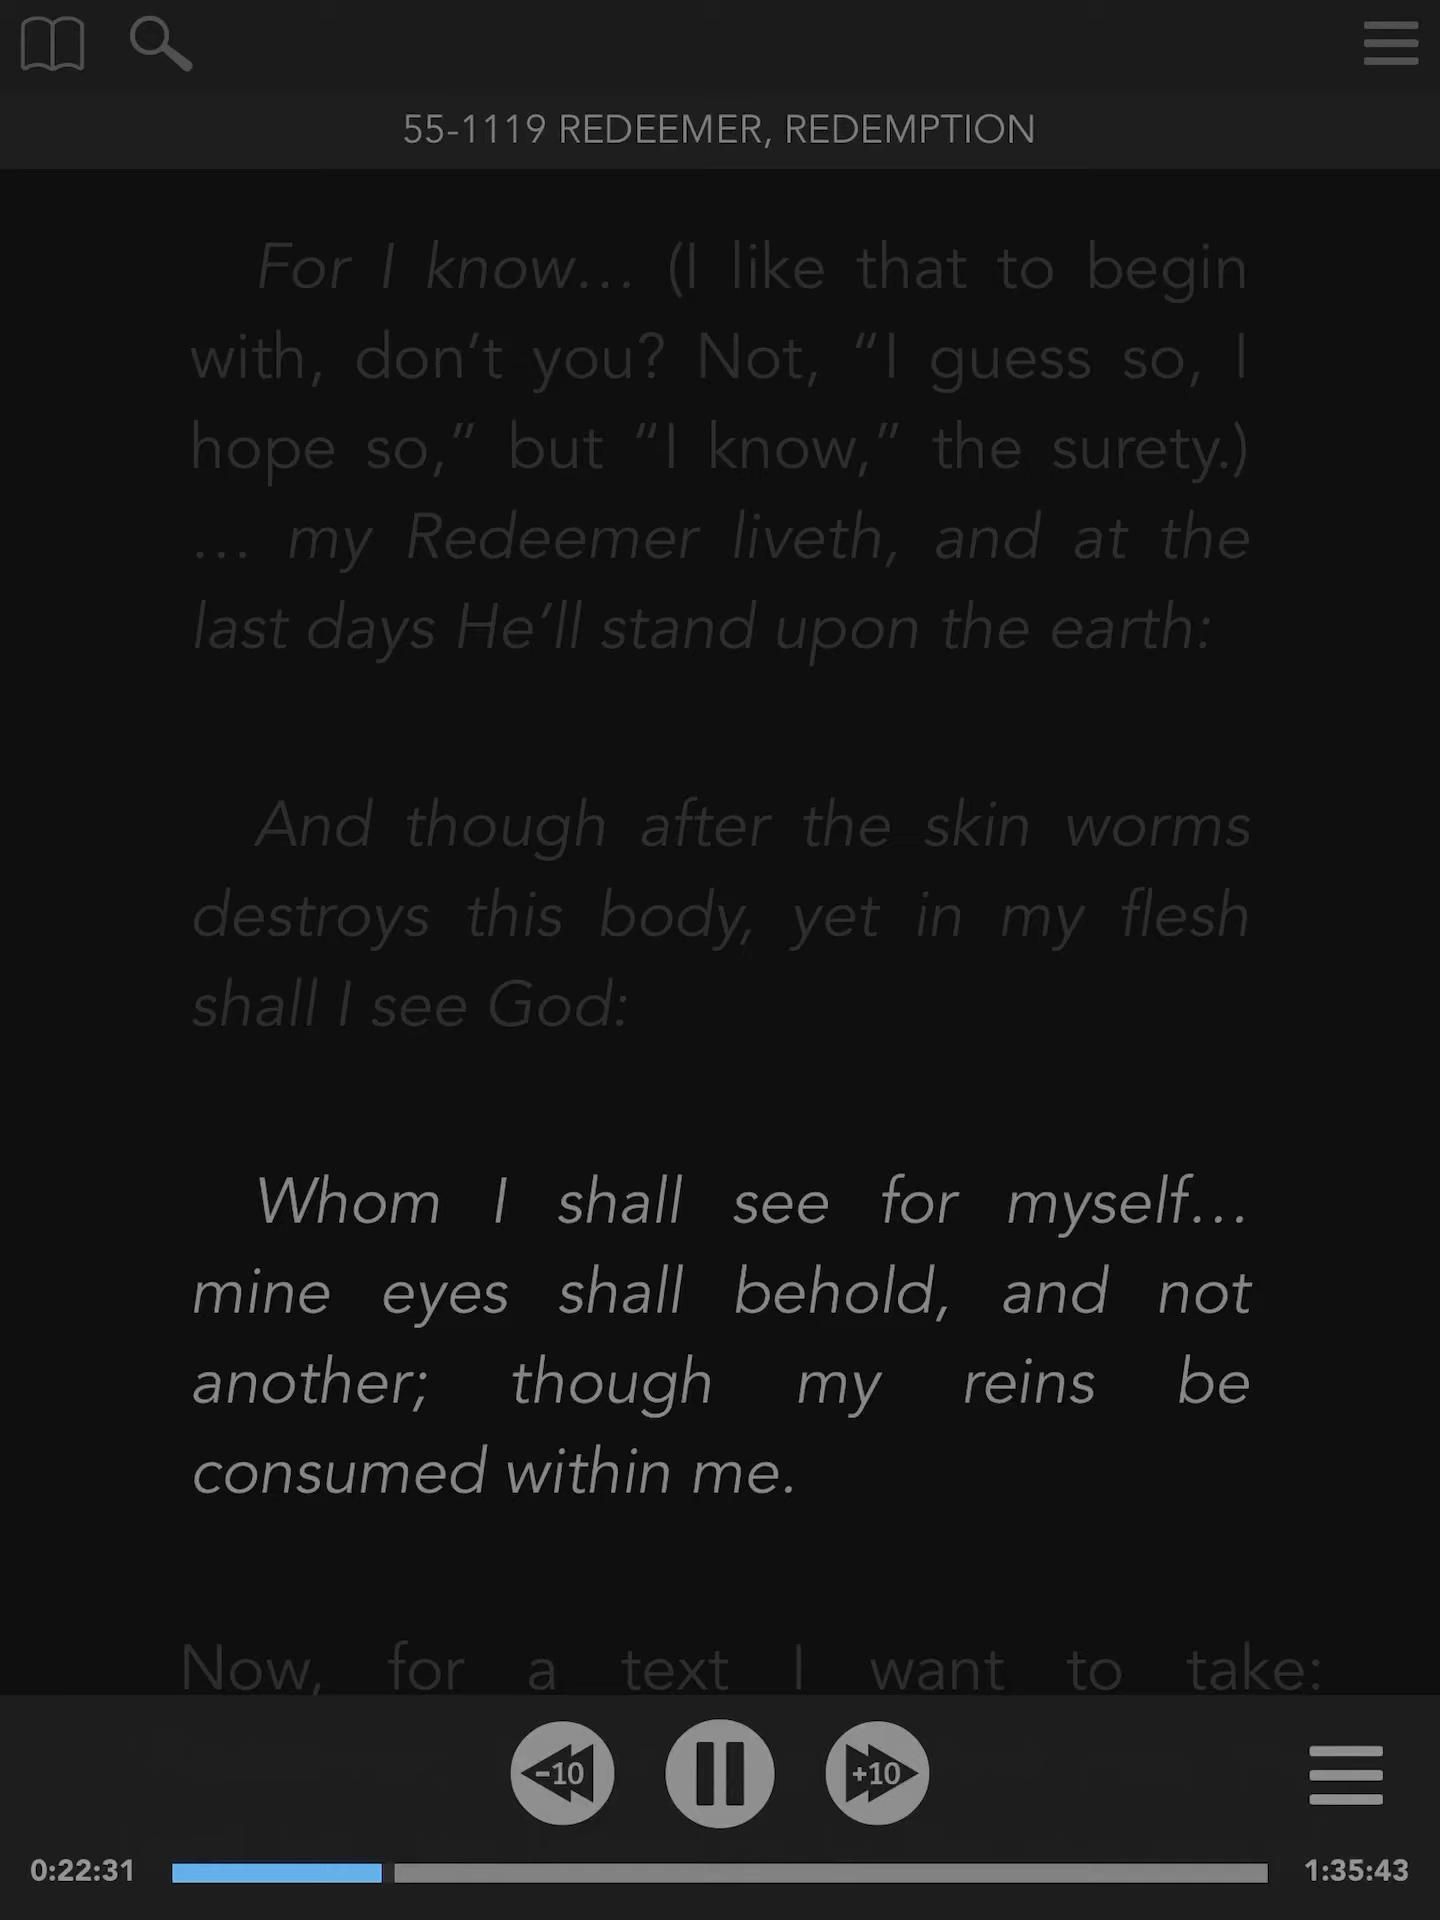 55-1119 REDEEMER, REDEMPTION
For I know… (I like that to begin
with, don’t you? Not, “I guess so, I
hope so,” but “I know,” the surety.)
… my Redeemer liveth, and at the
last days He’ll stand upon the earth:
And though after the skin worms
destroys this body, yet in my flesh
shall I see God:
Whom I shall see for myself…
mine eyes shall behold, and not
another; though my reins be
consumed within me.
Now, for a text I want to take:
-10 +10
0:22:31 1:35:43